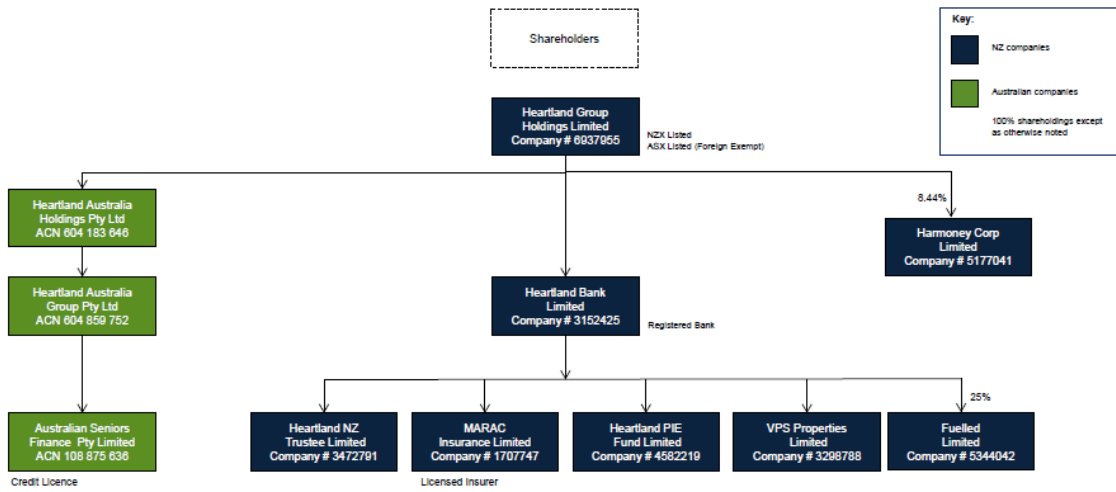 Shareholders
Key:
NZ companies
Australian companies
100% shareholdings except
as otherwise noted
Heartland Group
Holdings Limited
Company # 6937955
NZX Listed
ASX Listed (Foreign Exempt)
Heartland Australia
Holdings Pty Ltd
ACN 604 183 646
8.44%
Harmoney Corp
Limited
Company # 5177041
Heartland Australia
Group Pty Ltd
ACN 604 859 752
Heartland Bank
Limited
Company # 3152425
Registered Bank
25%
Australian Seniors
Finance Pty Limited
ACN 108 875 636
Credit Licence
Heartland NZ
Trustee Limited
Company # 3472791
MARAC
Insurance Limited
Company # 1707747
Licensed Insurer
Heartland PIE
Fund Limited
Company # 4582219
VPS Properties
Limited
Company # 3298788
Fuelled
Limited
Company # 5344042